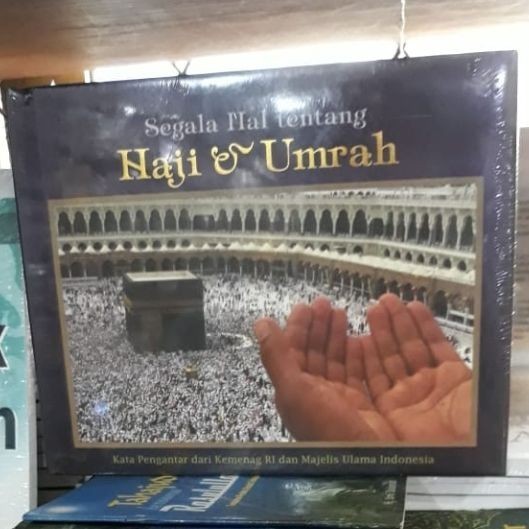 Segala Hal tentang
Haji & Umrah
Kata Pengantar dari Kemenag RI dan Majelis Ulama Indonesia